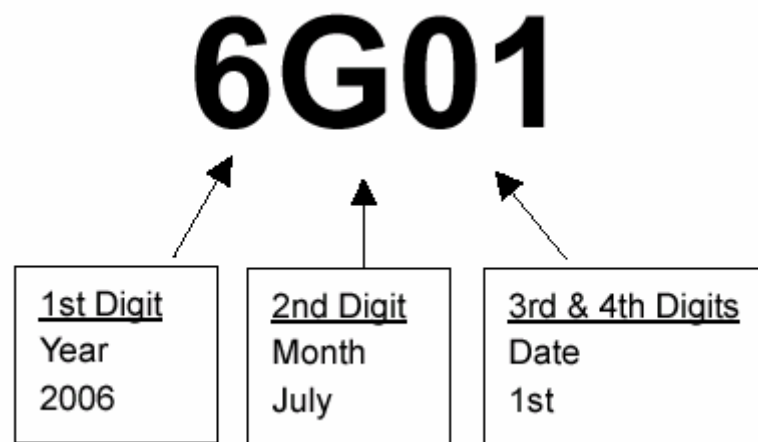 6G01
1st Digit
Year
2006
2nd Digit
Month
July
3rd & 4th Digits
Date
1st